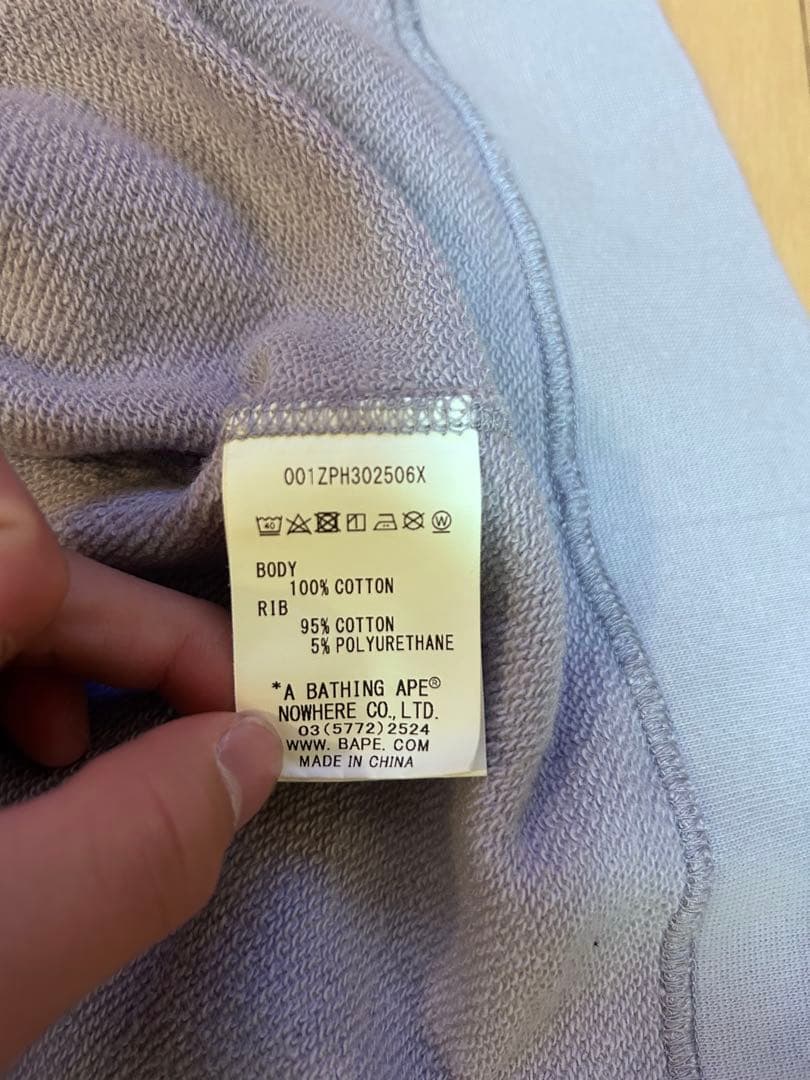 001ZPH302506X
40 W
BODY
100% COTTON
RIB
95% COTTON
5% POLYURETHANE
*A BATHING APE®
NOWHERE CO., LTD.
03(5772)2524
WWW. BAPE. COM
MADE IN CHINA